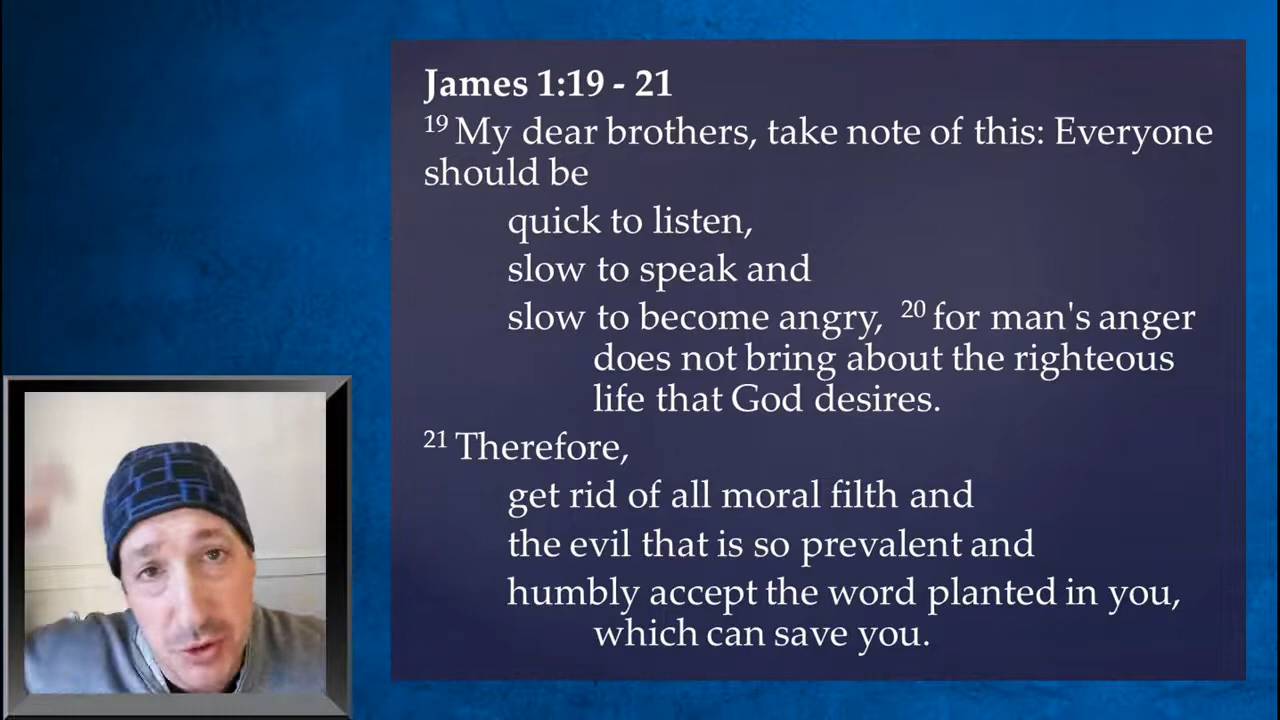 James 1:19 - 21
19 My dear brothers, take note of this: Everyone
should be
quick to listen,
slow to speak and
slow to become angry, 20 for man's anger
does not bring about the righteous
life that God desires.
21 Therefore,
get rid of all moral filth and
the evil that is so prevalent and
humbly accept the word planted in you,
which can save you.